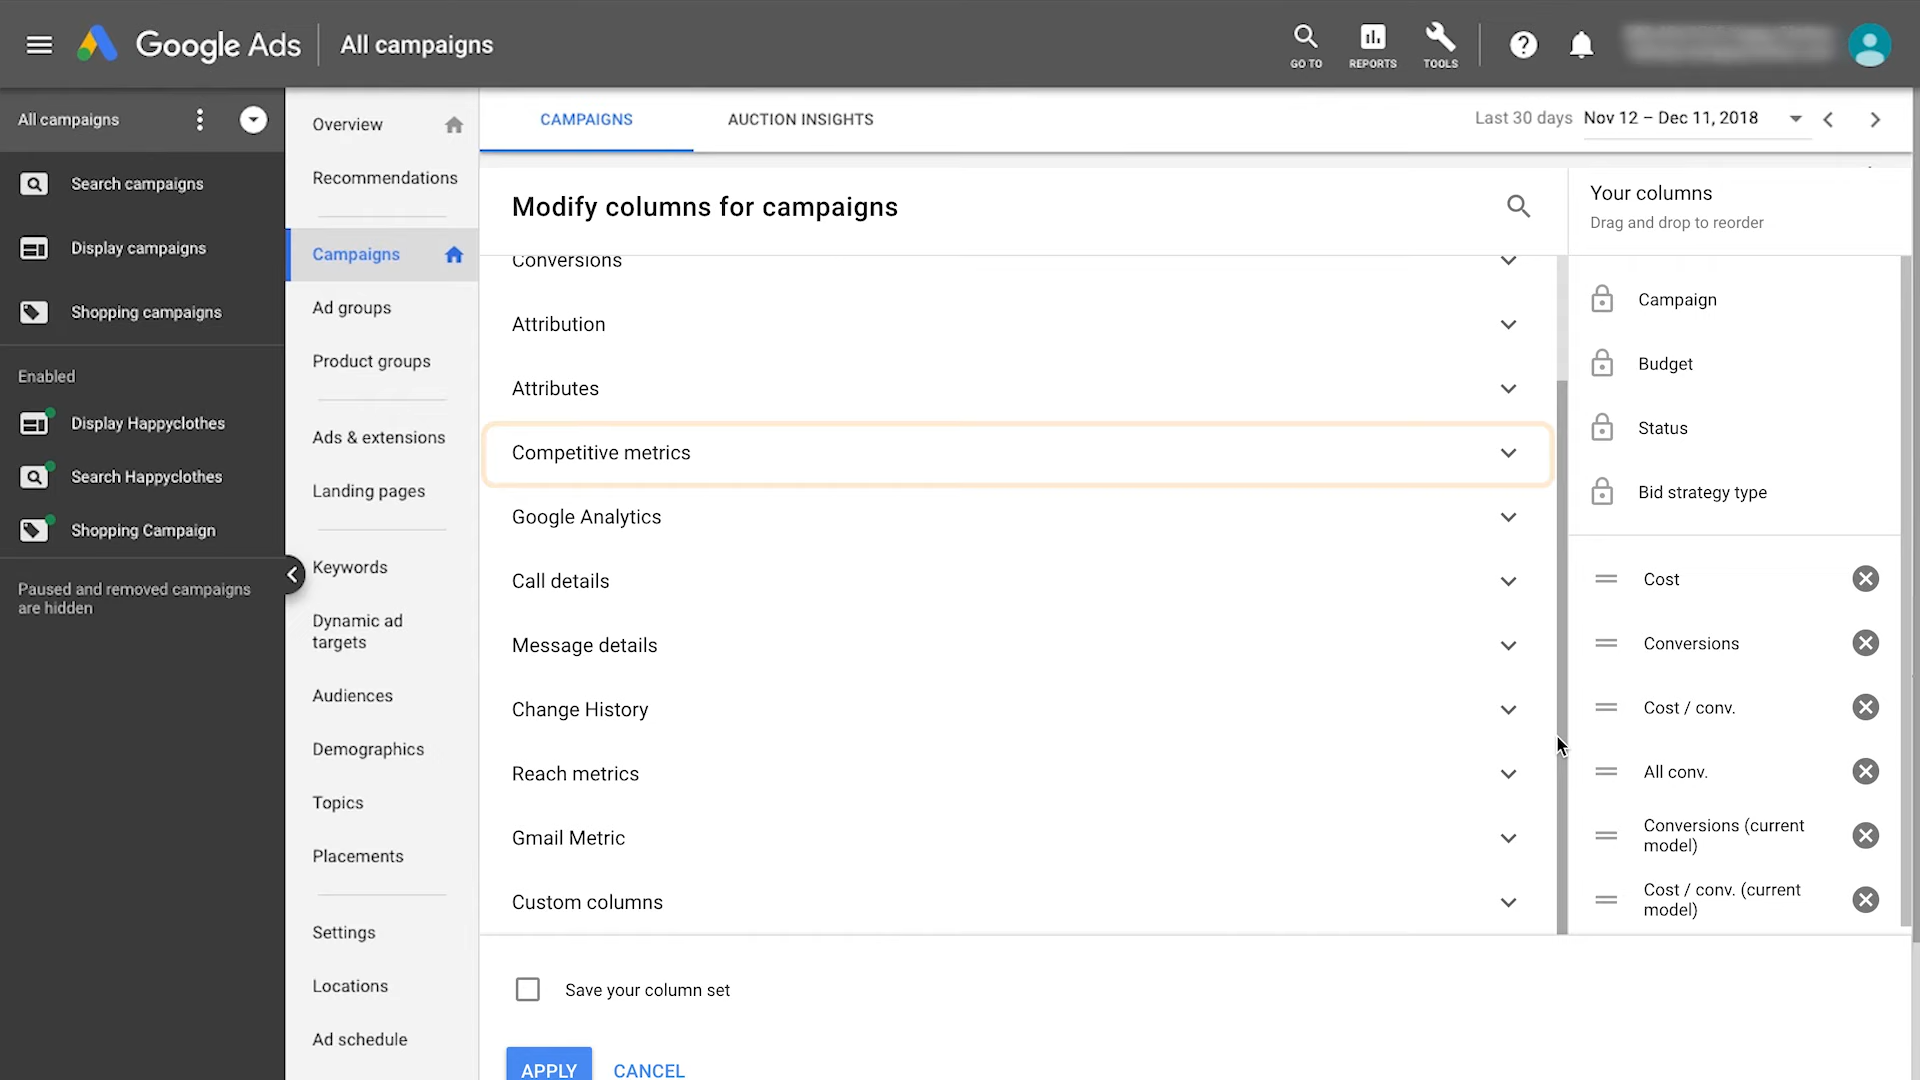 Google Ads
All campaigns
GO TO
REPORTS
TOOLS
All campaigns
Search campaigns
Display campaigns
Shopping campaigns
Enabled
Display Happyclothes
Search Happyclothes
Shopping Campaign
Paused and removed campaigns
are hidden
Overview
Recommendations
Campaigns
Ad groups
Product groups
Ads & extensions
Landing pages
Keywords
Dynamic ad
targets
Audiences
Demographics
Topics
Placements
Settings
Locations
Ad schedule
CAMPAIGNS
AUCTION INSIGHTS
Last 30 days Nov 12 – Dec 11, 2018
Modify columns for campaigns
Conversions
Attribution
Attributes
Competitive metrics
Google Analytics
Call details
Message details
Change History
Reach metrics
Gmail Metric
Custom columns
Save your column set
APPLY
CANCEL
Your columns
Drag and drop to reorder
Campaign
Budget
Status
Bid strategy type
Cost
Conversions
Cost / conv.
All conv.
Conversions (current
model)
Cost / conv. (current
model)